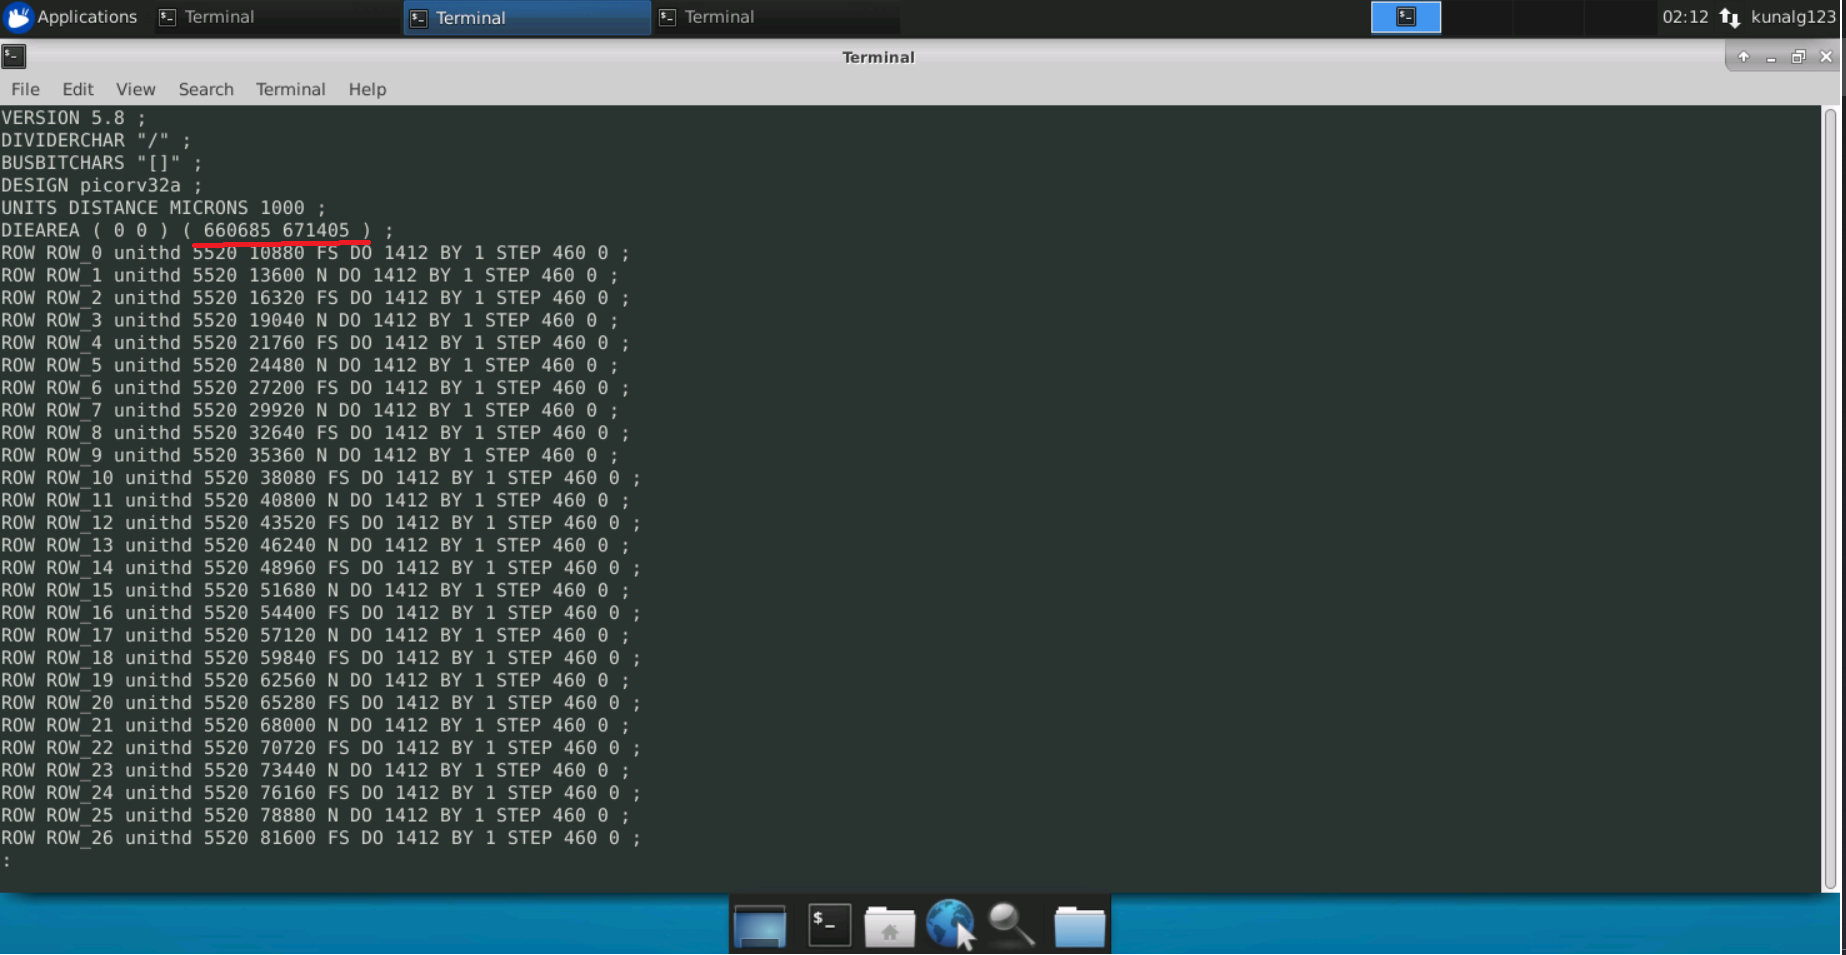 Applications Terminal Terminal Terminal 02:12 kunalg123
Terminal
File Edit View Search Terminal Help
VERSION 5.8 ;
DIVIDERCHAR "/" ;
BUSBITCHARS "[]" ;
DESIGN picorv32a ;
UNITS DISTANCE MICRONS 1000 ;
DIEAREA ( 0 0 ) ( 660685 671405 ) ;
ROW ROW_0 unithd 5520 10880 FS DO 1412 BY 1 STEP 460 0 ;
ROW ROW_1 unithd 5520 13600 N DO 1412 BY 1 STEP 460 0 ;
ROW ROW_2 unithd 5520 16320 FS DO 1412 BY 1 STEP 460 0 ;
ROW ROW_3 unithd 5520 19040 N DO 1412 BY 1 STEP 460 0 ;
ROW ROW_4 unithd 5520 21760 FS DO 1412 BY 1 STEP 460 0 ;
ROW ROW_5 unithd 5520 24480 N DO 1412 BY 1 STEP 460 0 ;
ROW ROW_6 unithd 5520 27200 FS DO 1412 BY 1 STEP 460 0 ;
ROW ROW_7 unithd 5520 29920 N DO 1412 BY 1 STEP 460 0 ;
ROW ROW_8 unithd 5520 32640 FS DO 1412 BY 1 STEP 460 0 ;
ROW ROW_9 unithd 5520 35360 N DO 1412 BY 1 STEP 460 0 ;
ROW ROW_10 unithd 5520 38080 FS DO 1412 BY 1 STEP 460 0 ;
ROW ROW_11 unithd 5520 40800 N DO 1412 BY 1 STEP 460 0 ;
ROW ROW_12 unithd 5520 43520 FS DO 1412 BY 1 STEP 460 0 ;
ROW ROW_13 unithd 5520 46240 N DO 1412 BY 1 STEP 460 0 ;
ROW ROW_14 unithd 5520 48960 FS DO 1412 BY 1 STEP 460 0 ;
ROW ROW_15 unithd 5520 51680 N DO 1412 BY 1 STEP 460 0 ;
ROW ROW_16 unithd 5520 54400 FS DO 1412 BY 1 STEP 460 0 ;
ROW ROW_17 unithd 5520 57120 N DO 1412 BY 1 STEP 460 0 ;
ROW ROW_18 unithd 5520 59840 FS DO 1412 BY 1 STEP 460 0 ;
ROW ROW_19 unithd 5520 62560 N DO 1412 BY 1 STEP 460 0 ;
ROW ROW_20 unithd 5520 65280 FS DO 1412 BY 1 STEP 460 0 ;
ROW ROW_21 unithd 5520 68000 N DO 1412 BY 1 STEP 460 0 ;
ROW ROW_22 unithd 5520 70720 FS DO 1412 BY 1 STEP 460 0 ;
ROW ROW_23 unithd 5520 73440 N DO 1412 BY 1 STEP 460 0 ;
ROW ROW_24 unithd 5520 76160 FS DO 1412 BY 1 STEP 460 0 ;
ROW ROW_25 unithd 5520 78880 N DO 1412 BY 1 STEP 460 0 ;
ROW ROW_26 unithd 5520 81600 FS DO 1412 BY 1 STEP 460 0 ;
: